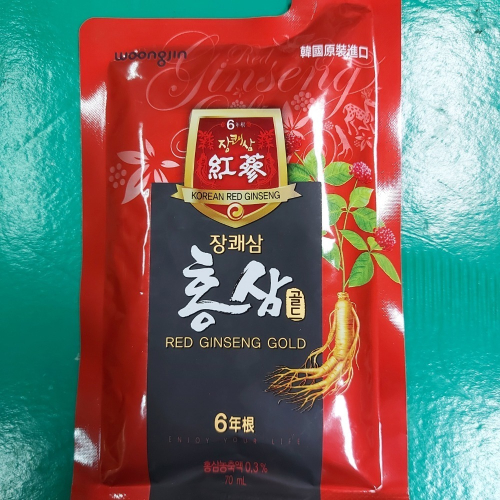 woongjin
韓國原裝進口
Ginseng
6年根
장쾌삼
紅蔘
KOREAN RED GINSENG
장쾌삼
홍삼
골드
RED GINSENG GOLD
6年根
ENJOY YOUR LIFE
홍삼농축액 0.3%
70 mL